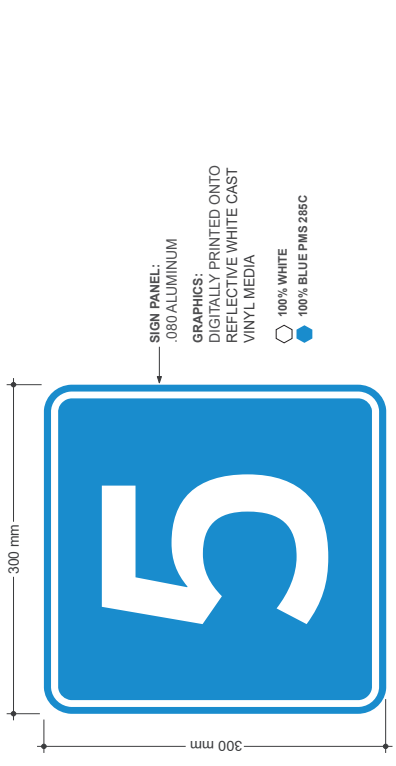 SIGN PANEL:
.080 ALUMINUM
GRAPHICS:
DIGITALLY PRINTED ONTO
REFLECTIVE WHITE CAST
VINYL MEDIA
100% WHITE
100% BLUE PMS 285C
300 mm
5
300 mm